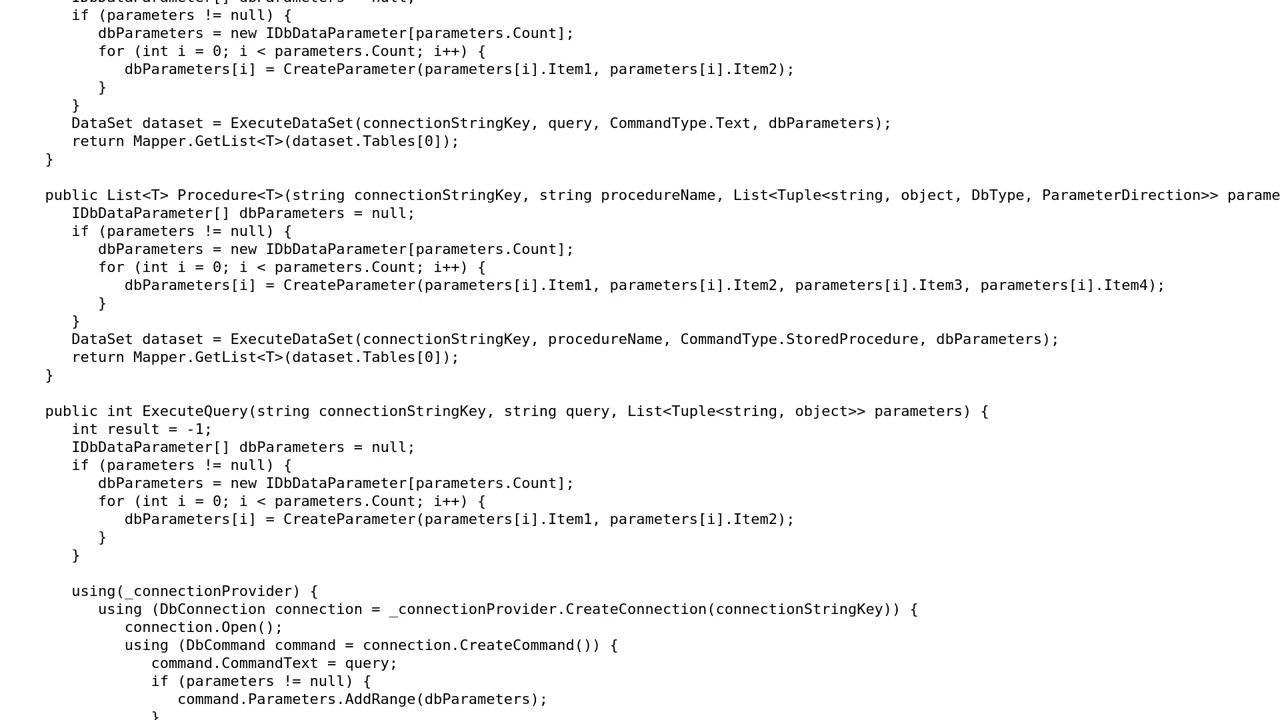 IDbDataParameter[] dbParameters = null;
if (parameters != null) {
dbParameters = new IDbDataParameter[parameters.Count];
for (int i = 0; i < parameters.Count; i++) {
dbParameters[i] = CreateParameter(parameters[i].Item1, parameters[i].Item2);
}
}
DataSet dataset = ExecuteDataSet(connectionStringKey, query, CommandType.Text, dbParameters);
return Mapper.GetList<T>(dataset.Tables[0]);
}
public List<T> Procedure<T>(string connectionStringKey, string procedureName, List<Tuple<string, object, DbType, ParameterDirection>> parame
IDbDataParameter[] dbParameters = null;
if (parameters != null) {
dbParameters = new IDbDataParameter[parameters.Count];
for (int i = 0; i < parameters.Count; i++) {
dbParameters[i] = CreateParameter(parameters[i].Item1, parameters[i].Item2, parameters[i].Item3, parameters[i].Item4);
}
}
DataSet dataset = ExecuteDataSet(connectionStringKey, procedureName, CommandType.StoredProcedure, dbParameters);
return Mapper.GetList<T>(dataset.Tables[0]);
}
public int ExecuteQuery(string connectionStringKey, string query, List<Tuple<string, object>> parameters) {
int result = -1;
IDbDataParameter[] dbParameters = null;
if (parameters != null) {
dbParameters = new IDbDataParameter[parameters.Count];
for (int i = 0; i < parameters.Count; i++) {
dbParameters[i] = CreateParameter(parameters[i].Item1, parameters[i].Item2);
}
}
using(_connectionProvider) {
using (DbConnection connection = _connectionProvider.CreateConnection(connectionStringKey)) {
connection.Open();
using (DbCommand command = connection.CreateCommand()) {
command.CommandText = query;
if (parameters != null) {
command.Parameters.AddRange(dbParameters);
}